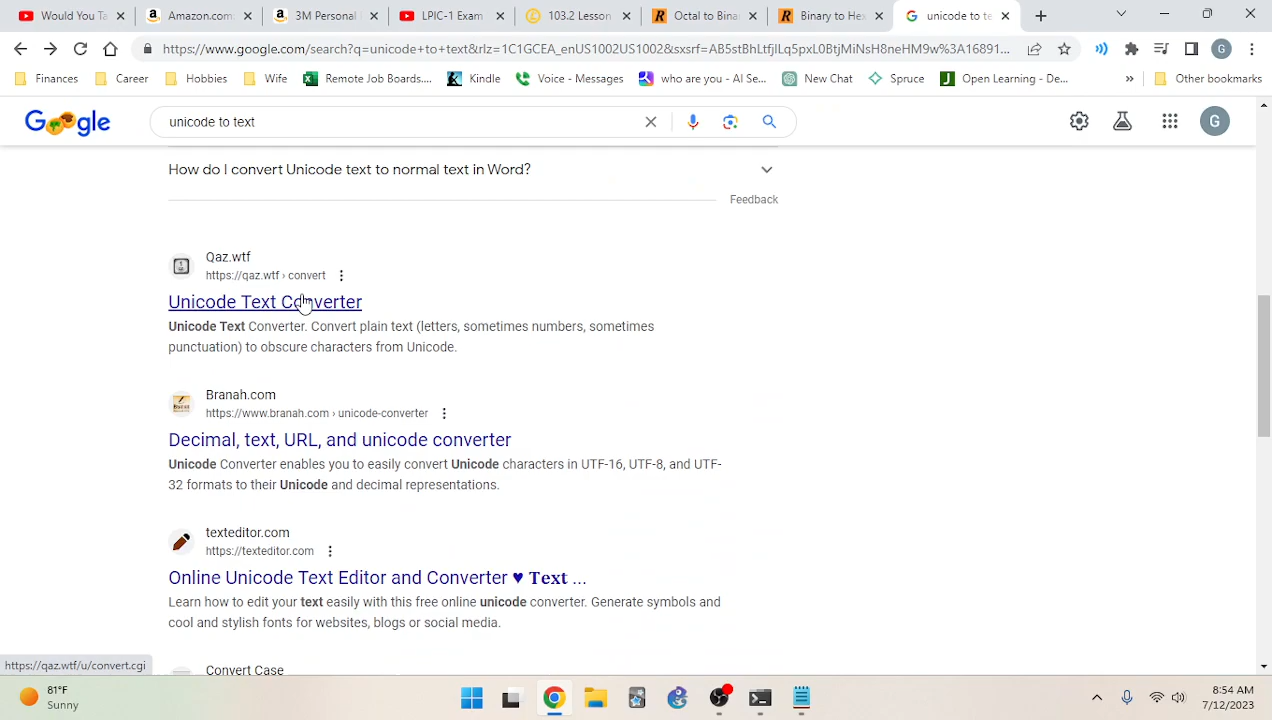 You Ta
Amazon.com:
3M Personal
LPIC-1 Exam
103.2 Lesson
Octal to Bina
Binary to Hex
unicode to te
https://www.google.com/search?q=unicode+to+text&rlz=1C1GCEA_enUS1002US1002&sxsrf=AB5stBhLtfjlLq5pxL0BtjMiNsH8neHM9w%3A16891...
G
Finances
Career
Hobbies
Wife
Remote Job Boards....
Kindle
Voice - Messages
who are you - AI Se...
New Chat
Spruce
Open Learning - De...
»
Other bookmarks
Google
unicode to text
G
How do I convert Unicode text to normal text in Word?
Feedback
Qaz.wtf
https://qaz.wtf › convert
Unicode Text Converter
Unicode Text Converter. Convert plain text (letters, sometimes numbers, sometimes
punctuation) to obscure characters from Unicode.
Branah.com
https://www.branah.com › unicode-converter
Decimal, text, URL, and unicode converter
Unicode Converter enables you to easily convert Unicode characters in UTF-16, UTF-8, and UTF-
32 formats to their Unicode and decimal representations.
texteditor.com
https://texteditor.com
Online Unicode Text Editor and Converter ♥ 𝐓𝐞𝐱𝐭 ...
Learn how to edit your text easily with this free online unicode converter. Generate symbols and
cool and stylish fonts for websites, blogs or social media.
Convert Case
https://qaz.wtf/u/convert.cgi
81°F
Sunny
8:54 AM
7/12/2023